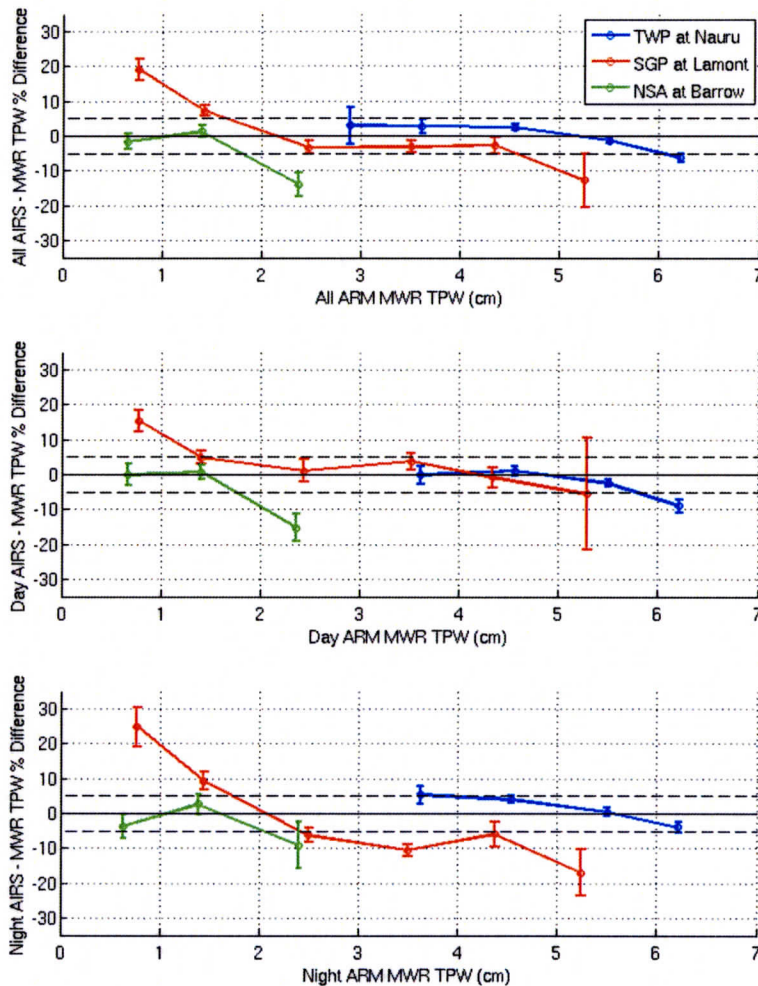 TWP at Nauru
SGP at Lamont
NSA at Barrow
All AIRS - MWR TPW % Difference
30
20
10
0
-10
-20
-30
0 1 2 3 4 5 6 7
All ARM MWR TPW (cm)
Day AIRS - MWR TPW % Difference
30
20
10
0
-10
-20
-30
0 1 2 3 4 5 6 7
Day ARM MWR TPW (cm)
Night AIRS - MWR TPW % Difference
30
20
10
0
-10
-20
-30
0 1 2 3 4 5 6 7
Night ARM MWR TPW (cm)